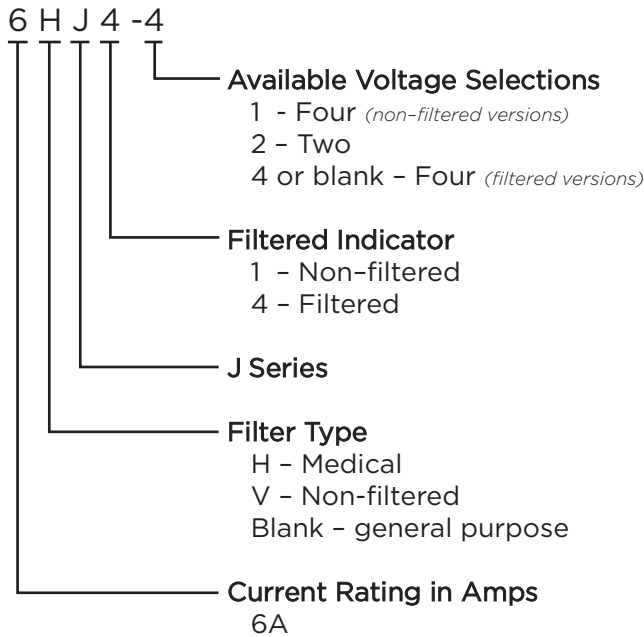 6 H J 4 -4
Available Voltage Selections
1 - Four (non–filtered versions)
2 – Two
4 or blank – Four (filtered versions)
Filtered Indicator
1 – Non–filtered
4 – Filtered
J Series
Filter Type
H – Medical
V – Non-filtered
Blank – general purpose
Current Rating in Amps
6A